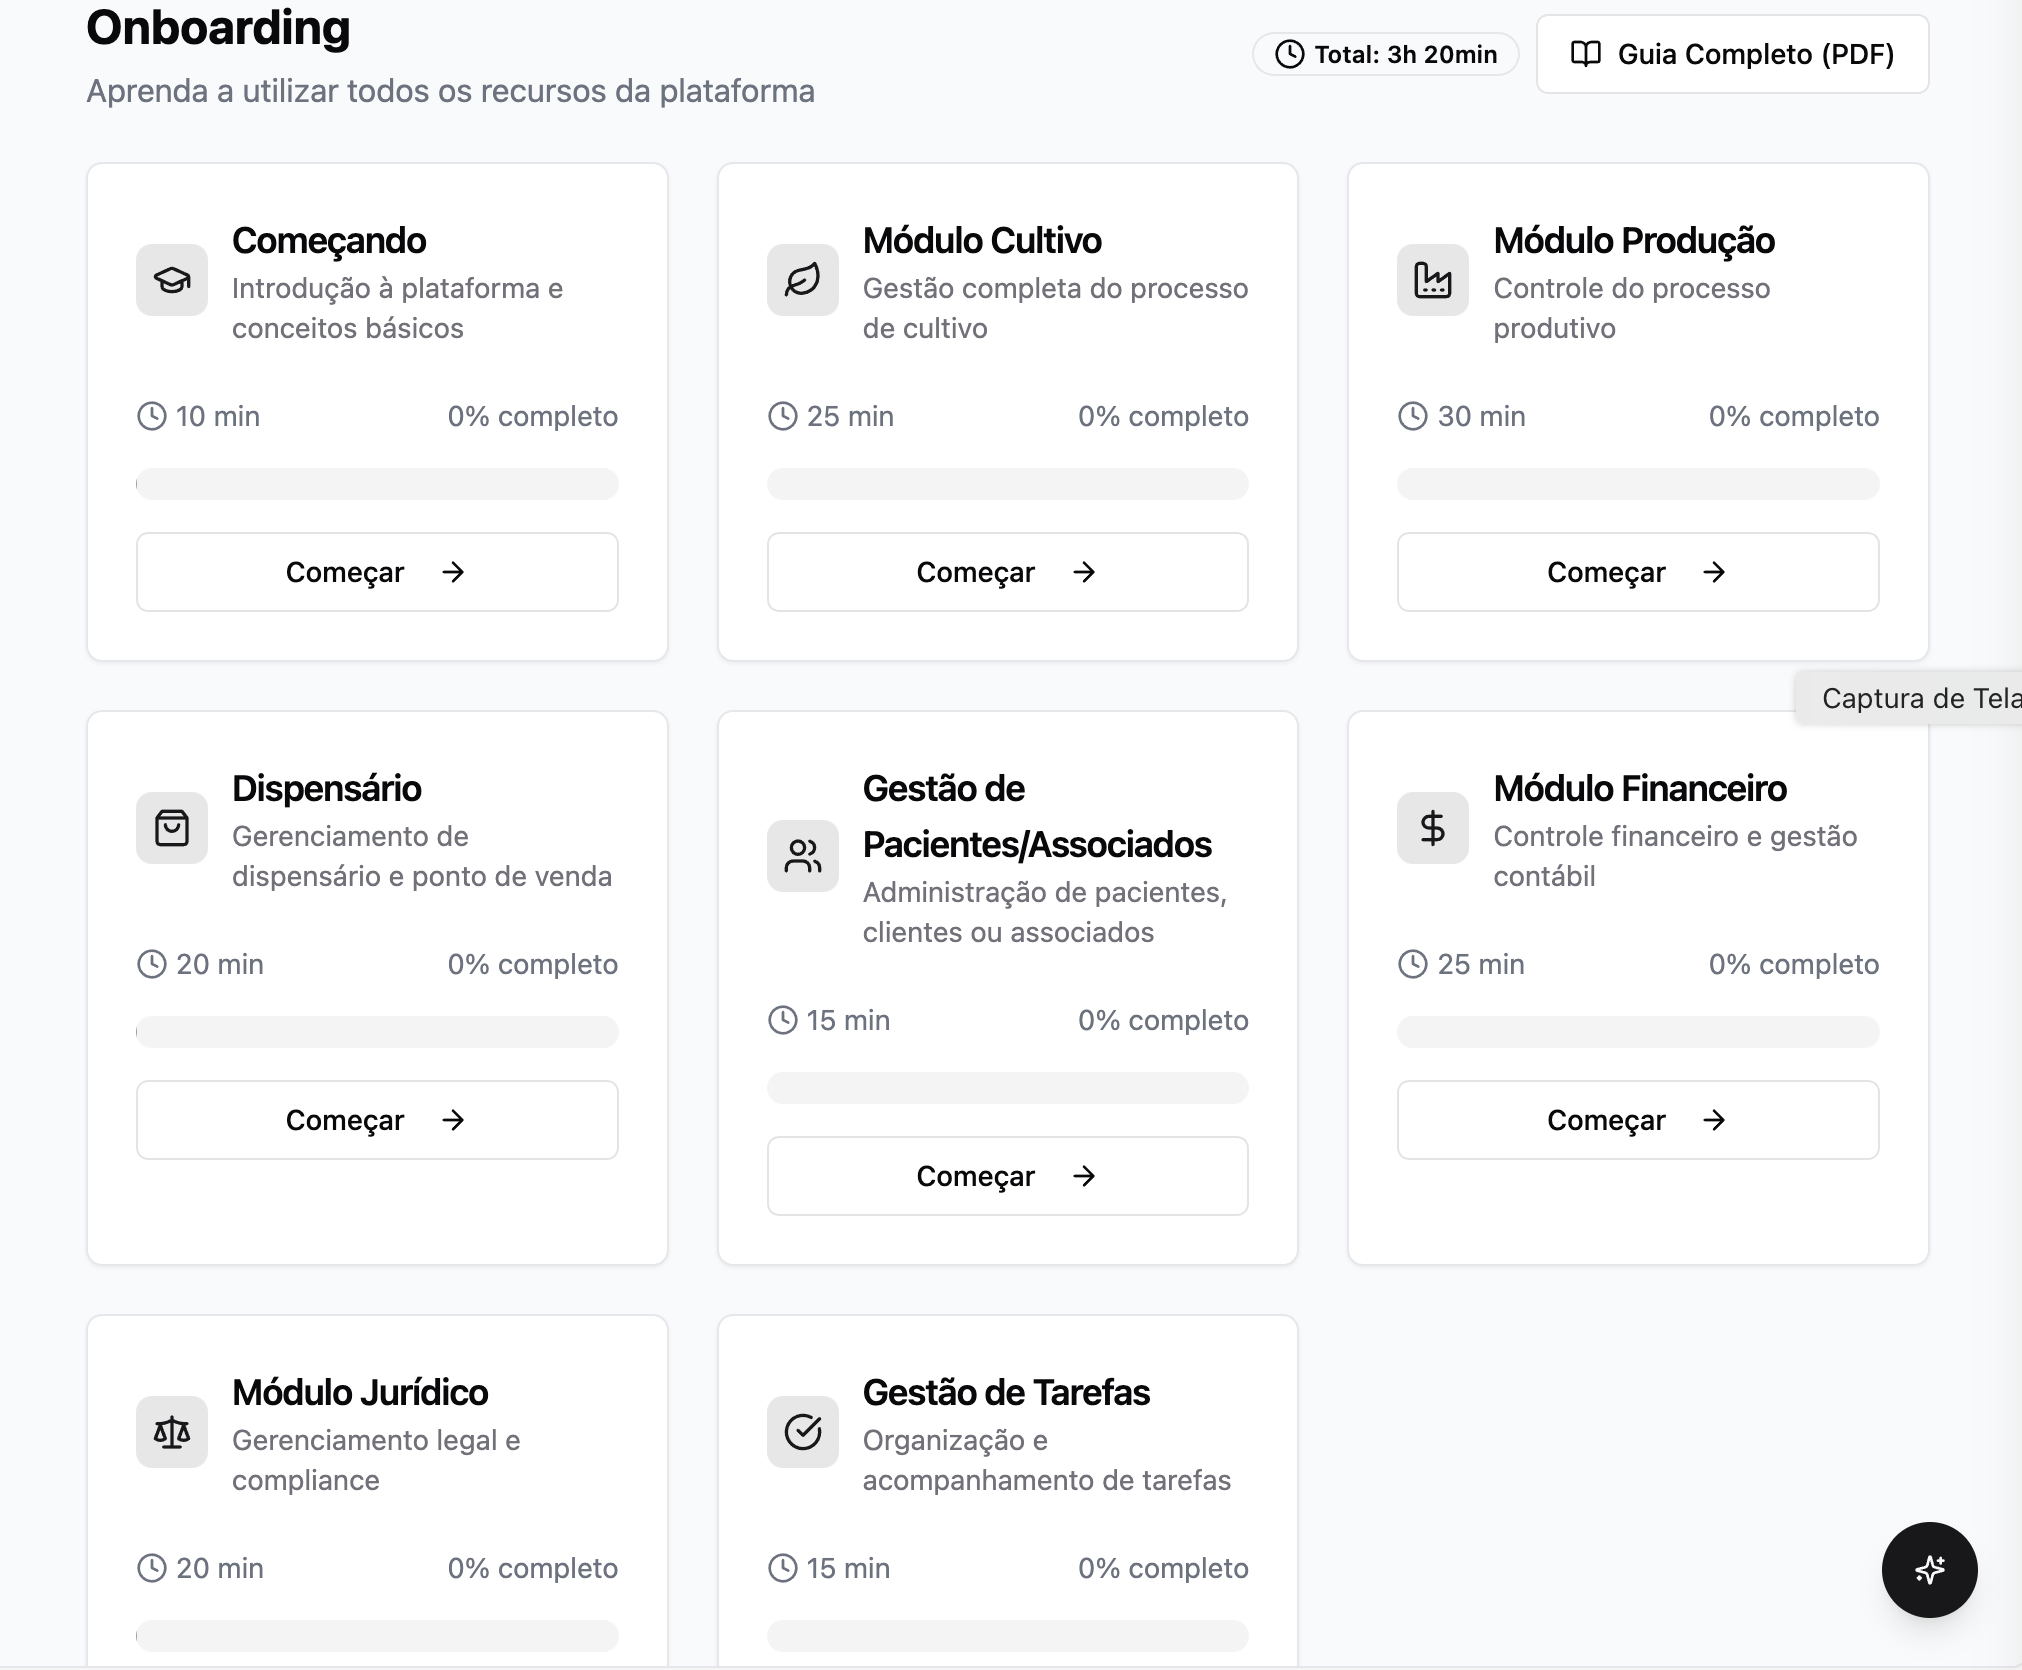 Onboarding
Aprenda a utilizar todos os recursos da plataforma
Total: 3h 20min
Guia Completo (PDF)
Começando
Introdução à plataforma e
conceitos básicos
10 min
0% completo
Começar
Módulo Cultivo
Gestão completa do processo
de cultivo
25 min
0% completo
Começar
Módulo Produção
Controle do processo
produtivo
30 min
0% completo
Começar
Captura de Tela
Dispensário
Gerenciamento de
dispensário e ponto de venda
20 min
0% completo
Começar
Gestão de
Pacientes/Associados
Administração de pacientes,
clientes ou associados
15 min
0% completo
Começar
Módulo Financeiro
Controle financeiro e gestão
contábil
25 min
0% completo
Começar
Módulo Jurídico
Gerenciamento legal e
compliance
20 min
0% completo
Gestão de Tarefas
Organização e
acompanhamento de tarefas
15 min
0% completo